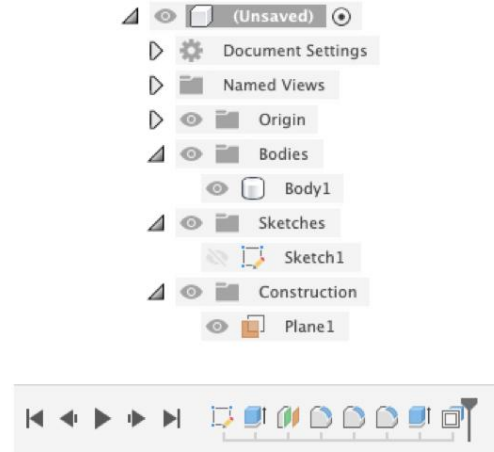 (Unsaved)
Document Settings
Named Views
Origin
Bodies
Body1
Sketches
Sketch1
Construction
Plane1